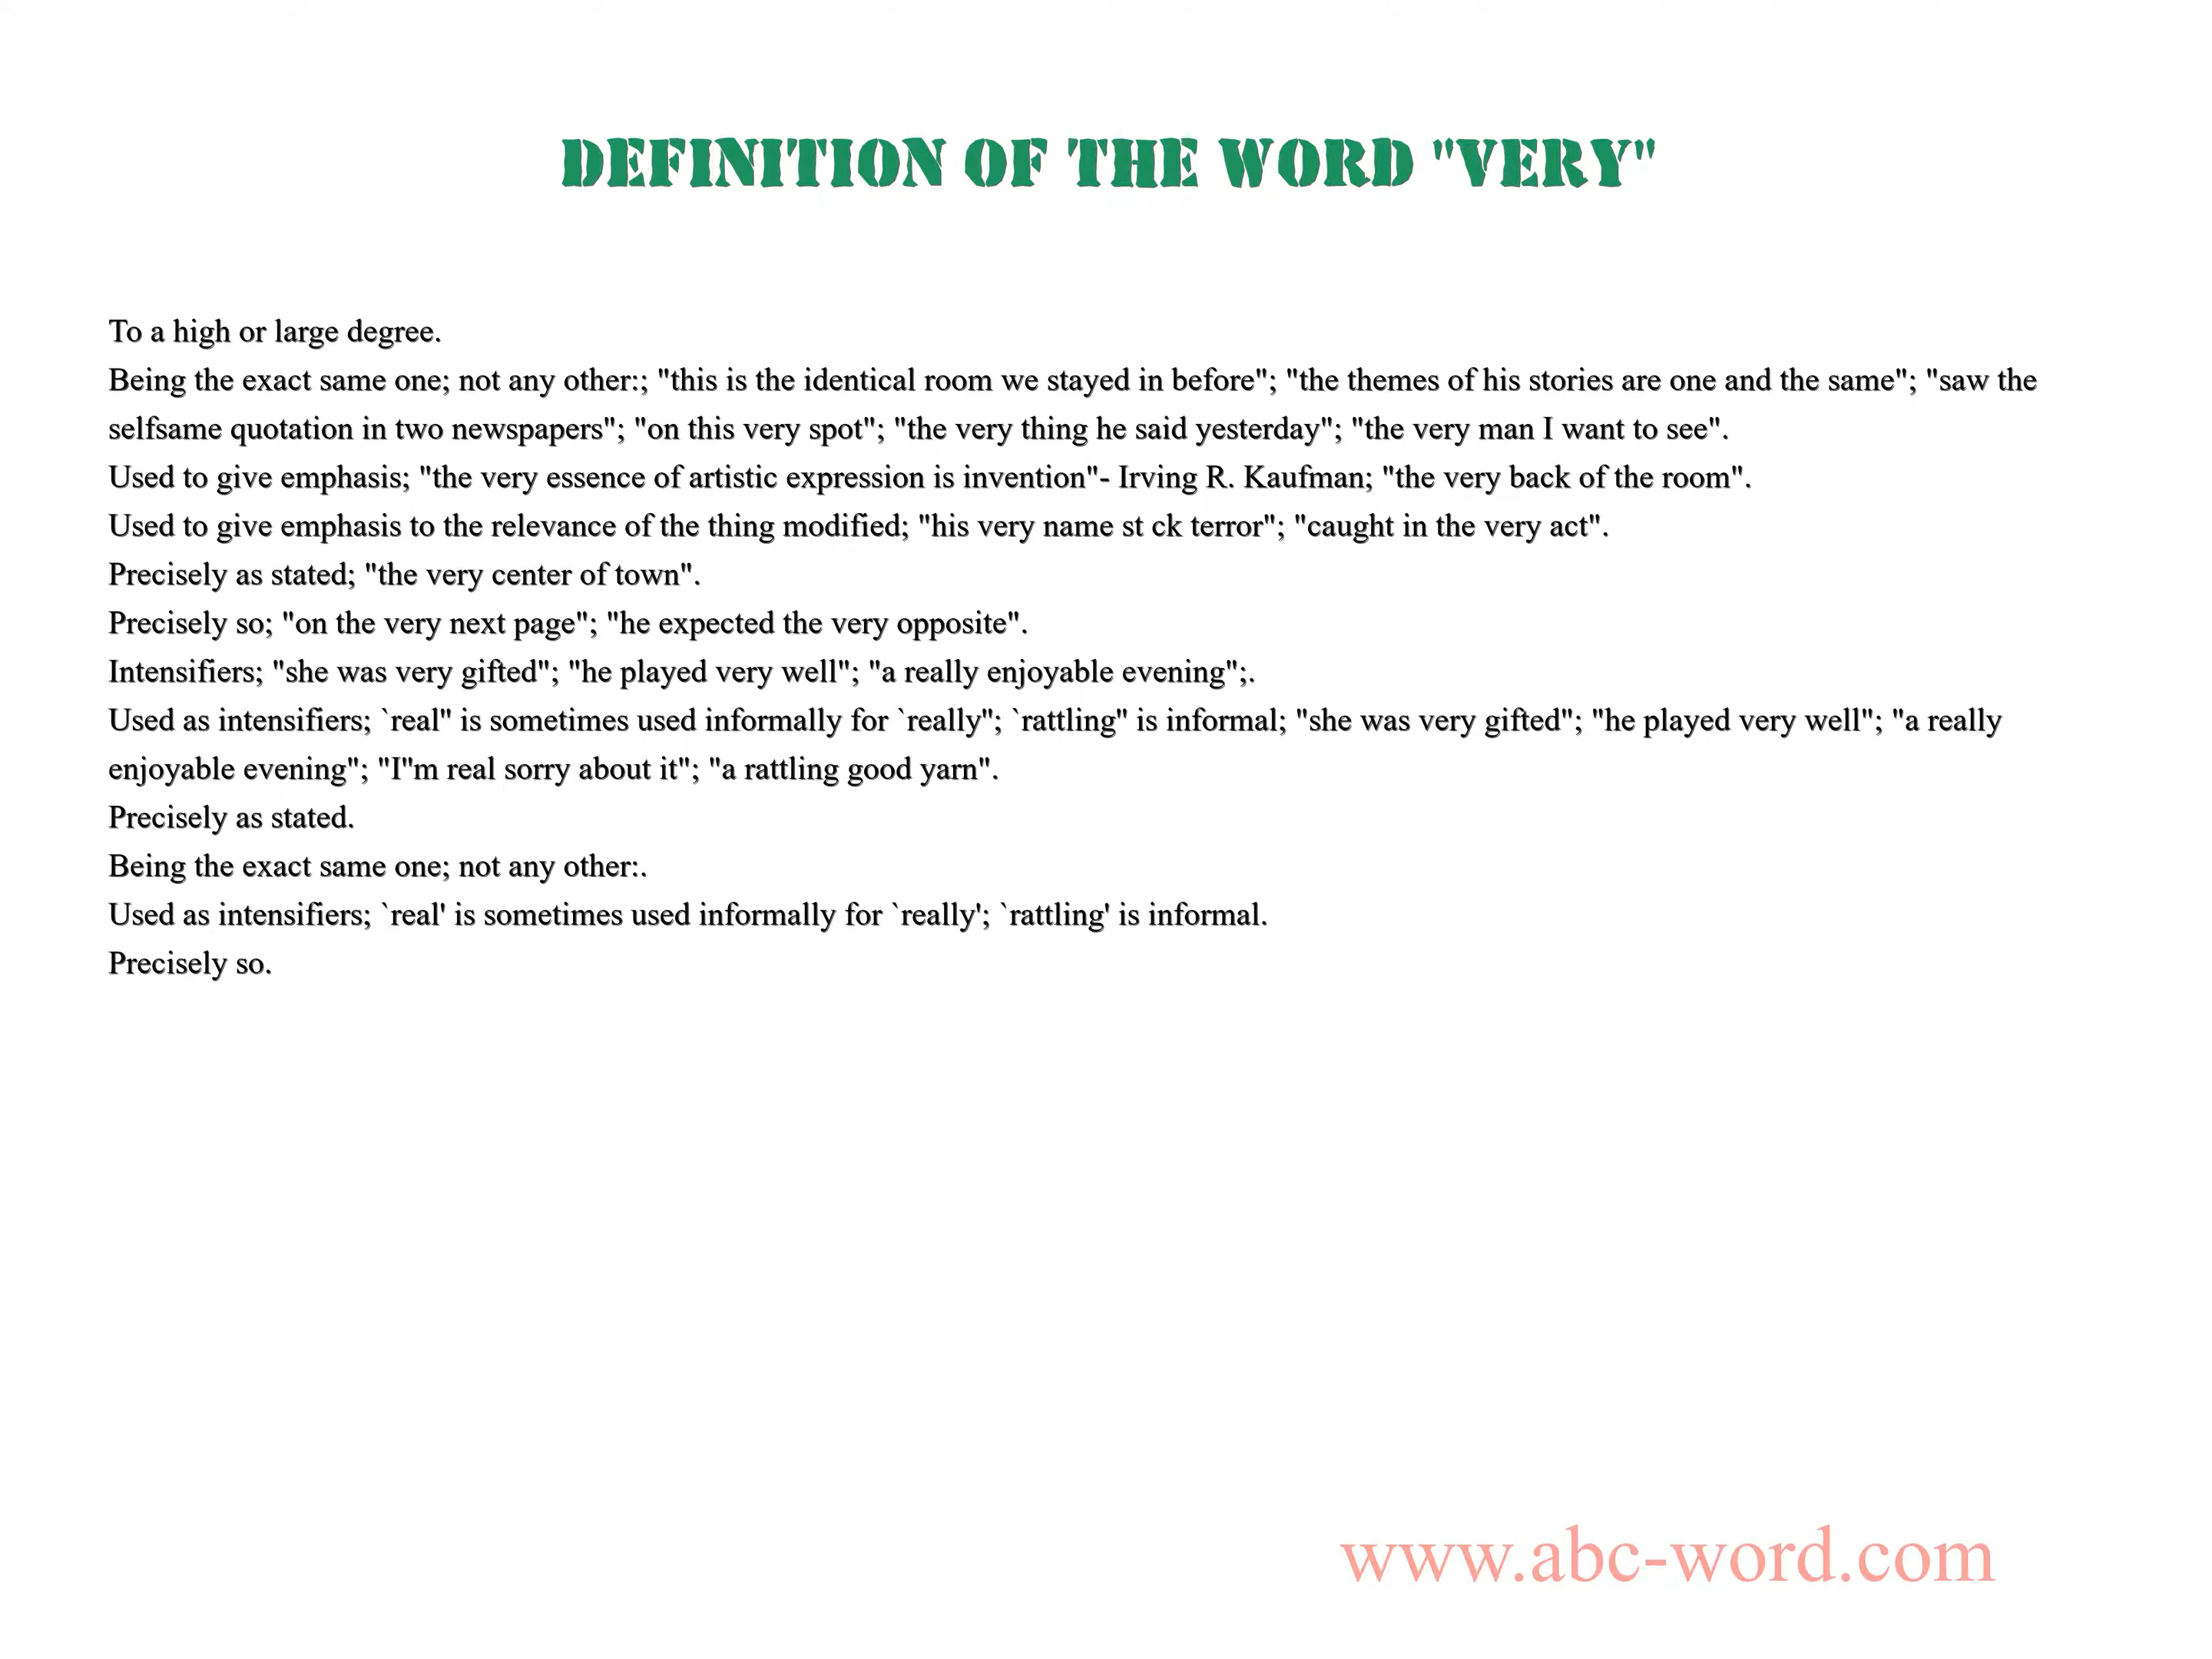 DEFINITION OF THE WORD "VERY"
To a high or large degree.
Being the exact same one; not any other:; "this is the identical room we stayed in before"; "the themes of his stories are one and the same"; "saw the
selfsame quotation in two newspapers"; "on this very spot"; "the very thing he said yesterday"; "the very man I want to see".
Used to give emphasis; "the very essence of artistic expression is invention"- Irving R. Kaufman; "the very back of the room".
Used to give emphasis to the relevance of the thing modified; "his very name st ck terror"; "caught in the very act".
Precisely as stated; "the very center of town".
Precisely so; "on the very next page"; "he expected the very opposite".
Intensifiers; "she was very gifted"; "he played very well"; "a really enjoyable evening";.
Used as intensifiers; `real" is sometimes used informally for `really"; `rattling" is informal; "she was very gifted"; "he played very well"; "a really
enjoyable evening"; "I"m real sorry about it"; "a rattling good yarn".
Precisely as stated.
Being the exact same one; not any other:.
Used as intensifiers; `real' is sometimes used informally for `really'; `rattling' is informal.
Precisely so.
www.abc-word.com